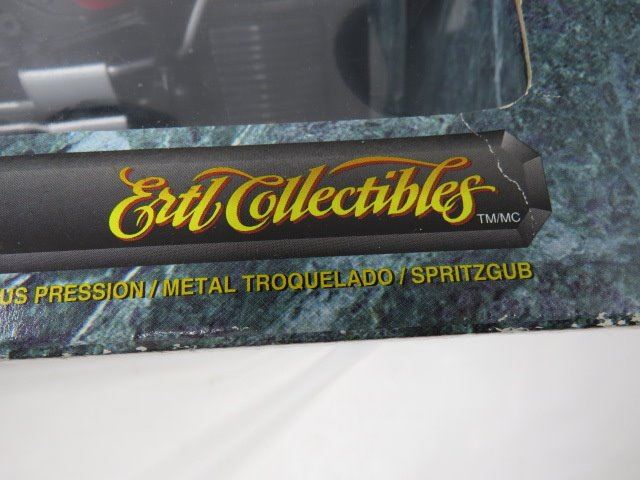 Ertl Collectibles
TM/MC
US PRESSION / METAL TROQUELADO / SPRITZGUB